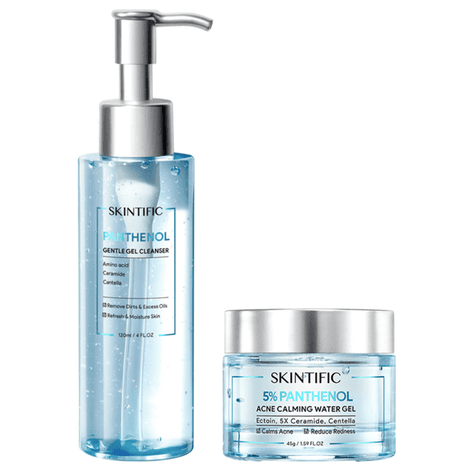 SKINTIFIC
PANTHENOL
GENTLE GEL CLEANSER
Amino acid
Ceramide
Centella
Remove Dirts & Excess Oils
Refresh & Moisture Skin
120ml / 4 FL.OZ
SKINTIFIC
5% PANTHENOL
ACNE CALMING WATER GEL
Ectoin, 5X Ceramide, Centella
Calms Acne Reduce Redness
45g / 1.59 FL.OZ